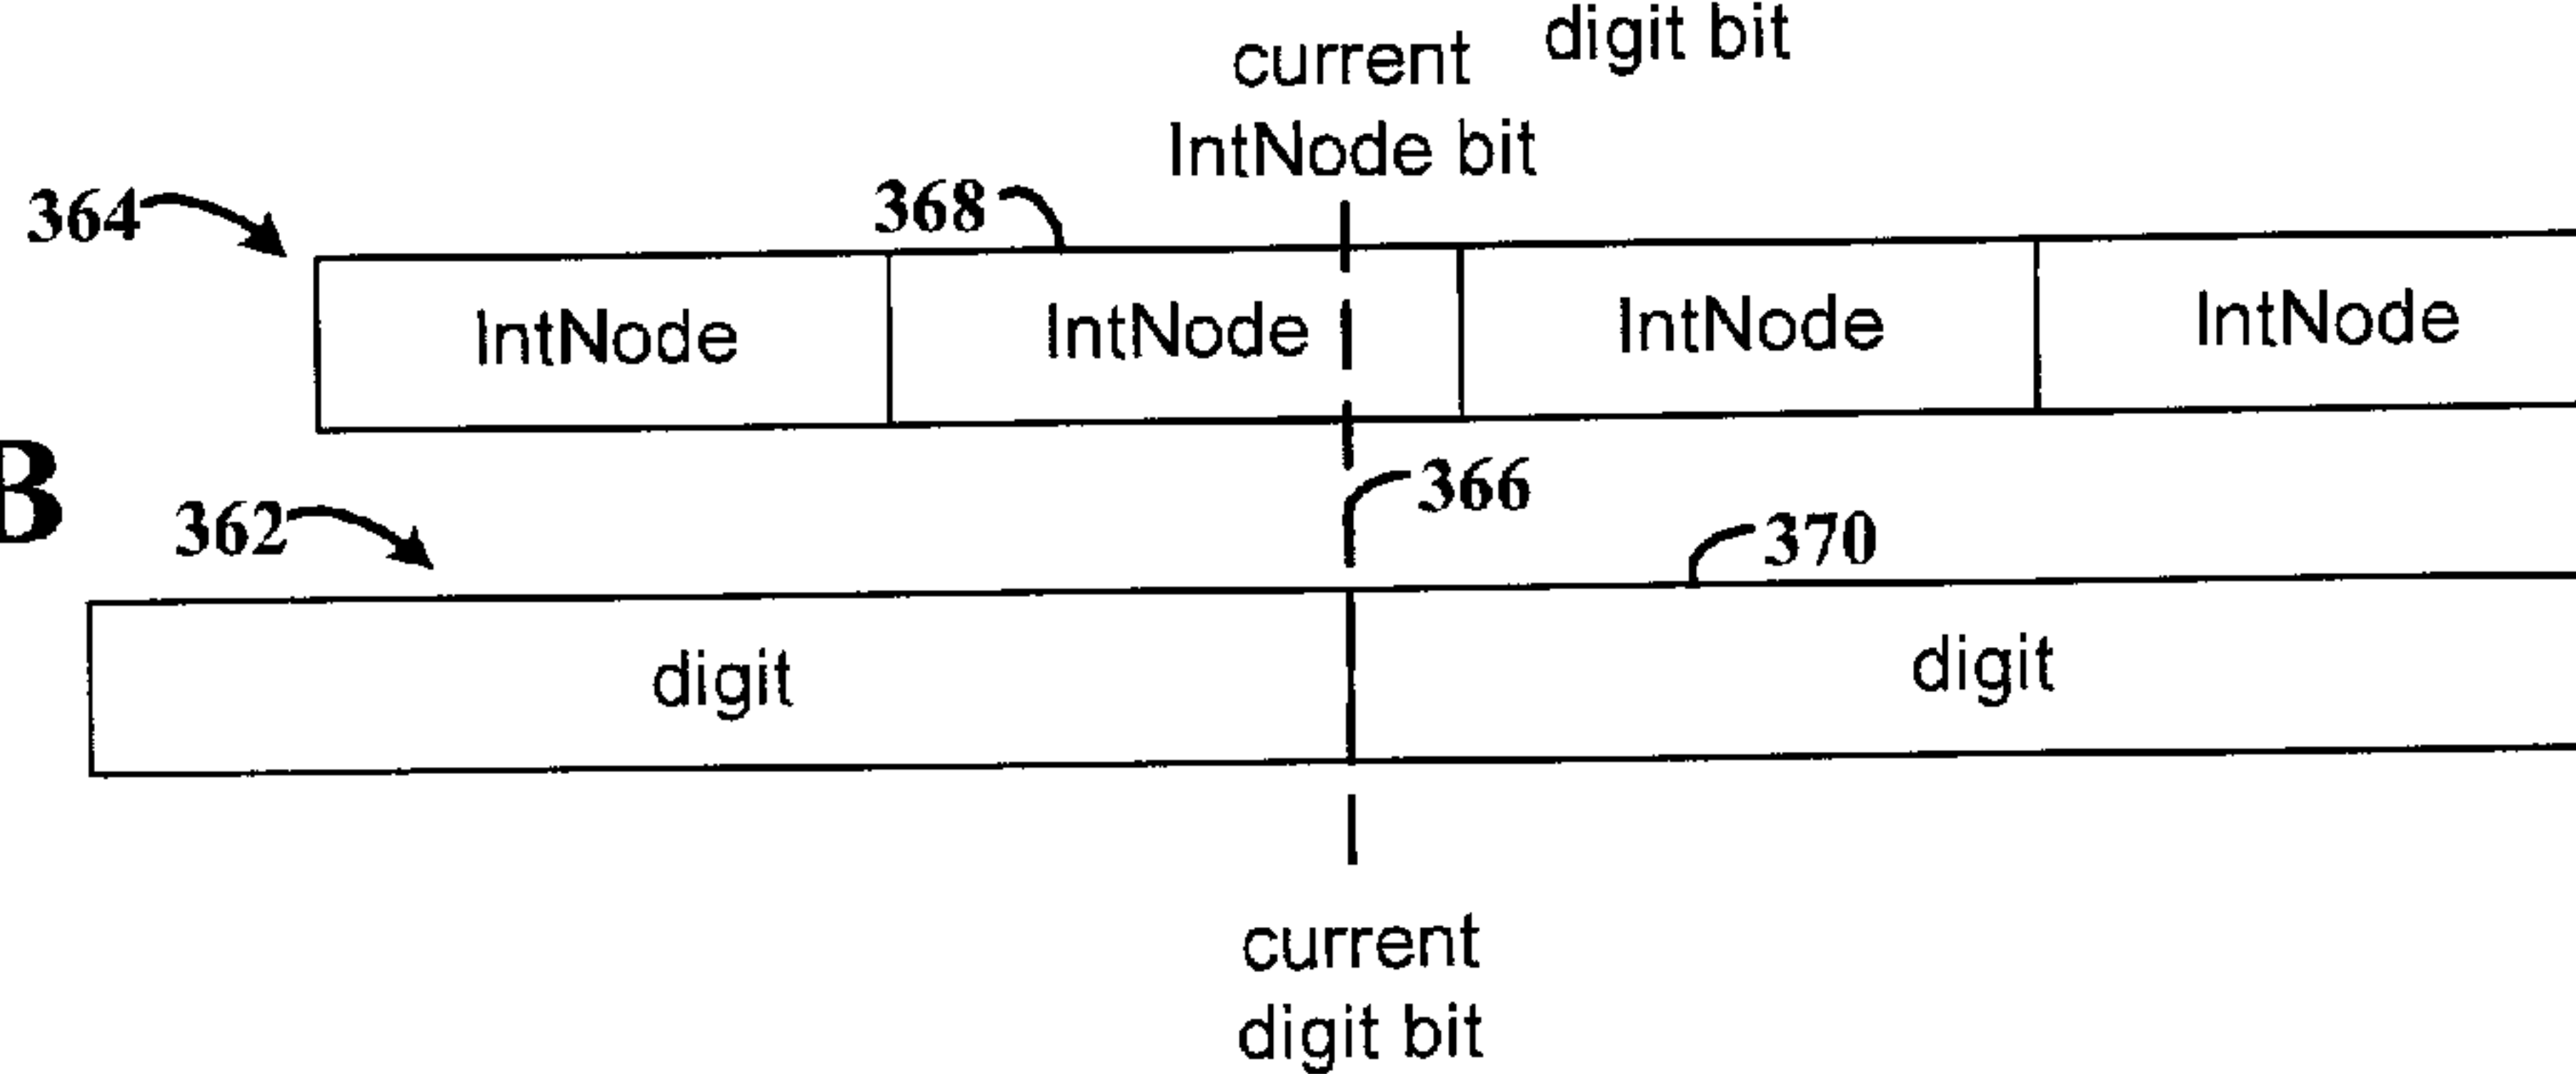 digit bit
current
IntNode bit
364
368
IntNode IntNode IntNode IntNode
B
362
366
370
digit digit
current
digit bit